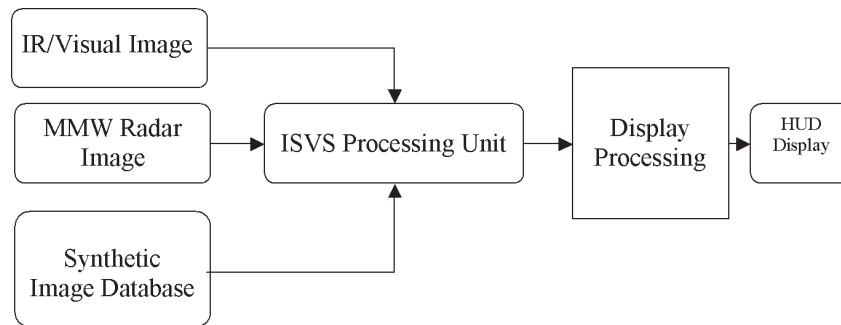 IR/Visual Image
MMW Radar
Image
ISVS Processing Unit
Synthetic
Image Database
Display
Processing
HUD
Display